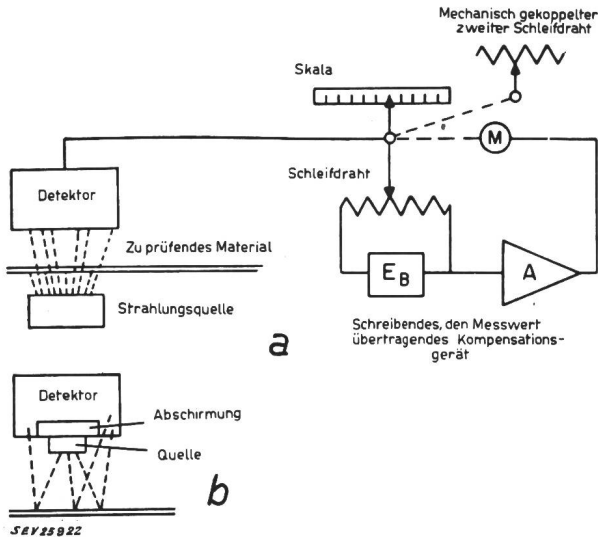 Mechanisch gekoppelter
zweiter Schleifdraht
Skala
M
Detektor
Schleifdraht
Zu prüfendes Material
E_B
A
Strahlungsquelle
a
Schreibendes, den Messwert
übertragendes Kompensations-
gerät
Detektor
Abschirmung
Quelle
b
SEV25922